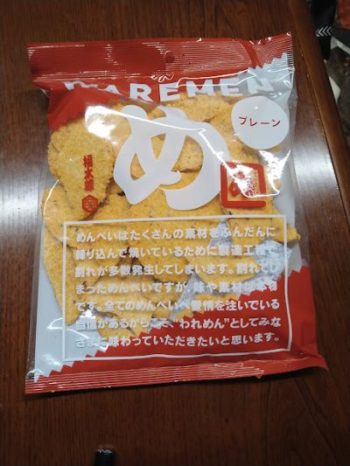 WAREMEN
め
プレーン
福太郎
め
めんべいはたくさんの素材をふんだんに
練り込んで焼いているために製造工程で
割れが多数発生してしまいます。割れてし
まっためんべいですが、味や素材は本物
です。全てのめんべいへ愛情を注いでいる
自信があるからこそ、“われめん”としてみな
さまに味わっていただきたいと思います。